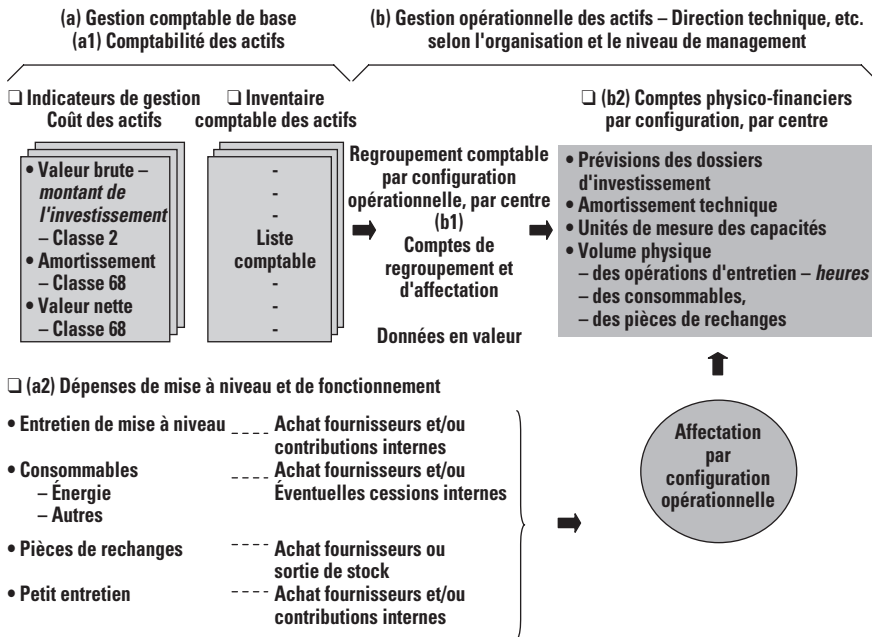 (a) Gestion comptable de base
(a1) Comptabilité des actifs
(b) Gestion opérationnelle des actifs – Direction technique, etc.
selon l'organisation et le niveau de management
❑ Indicateurs de gestion
Coût des actifs
• Valeur brute –
montant de
l'investissement
– Classe 2
• Amortissement
– Classe 68
• Valeur nette
– Classe 68
❑ Inventaire
comptable des actifs
-
-
-
Liste
comptable
-
-
-
Regroupement comptable
par configuration
opérationnelle, par centre
(b1)
Comptes de
regroupement et
d'affectation
Données en valeur
❑ (b2) Comptes physico-financiers
par configuration, par centre
• Prévisions des dossiers
d'investissement
• Amortissement technique
• Unités de mesure des capacités
• Volume physique
– des opérations d'entretien – heures
– des consommables,
– des pièces de rechanges
❑ (a2) Dépenses de mise à niveau et de fonctionnement
• Entretien de mise à niveau ---- Achat fournisseurs et/ou
contributions internes
• Consommables ---- Achat fournisseurs et/ou
– Énergie Éventuelles cessions internes
– Autres
• Pièces de rechanges ---- Achat fournisseurs ou
sortie de stock
• Petit entretien ---- Achat fournisseurs et/ou
contributions internes
Affectation
par
configuration
opérationnelle